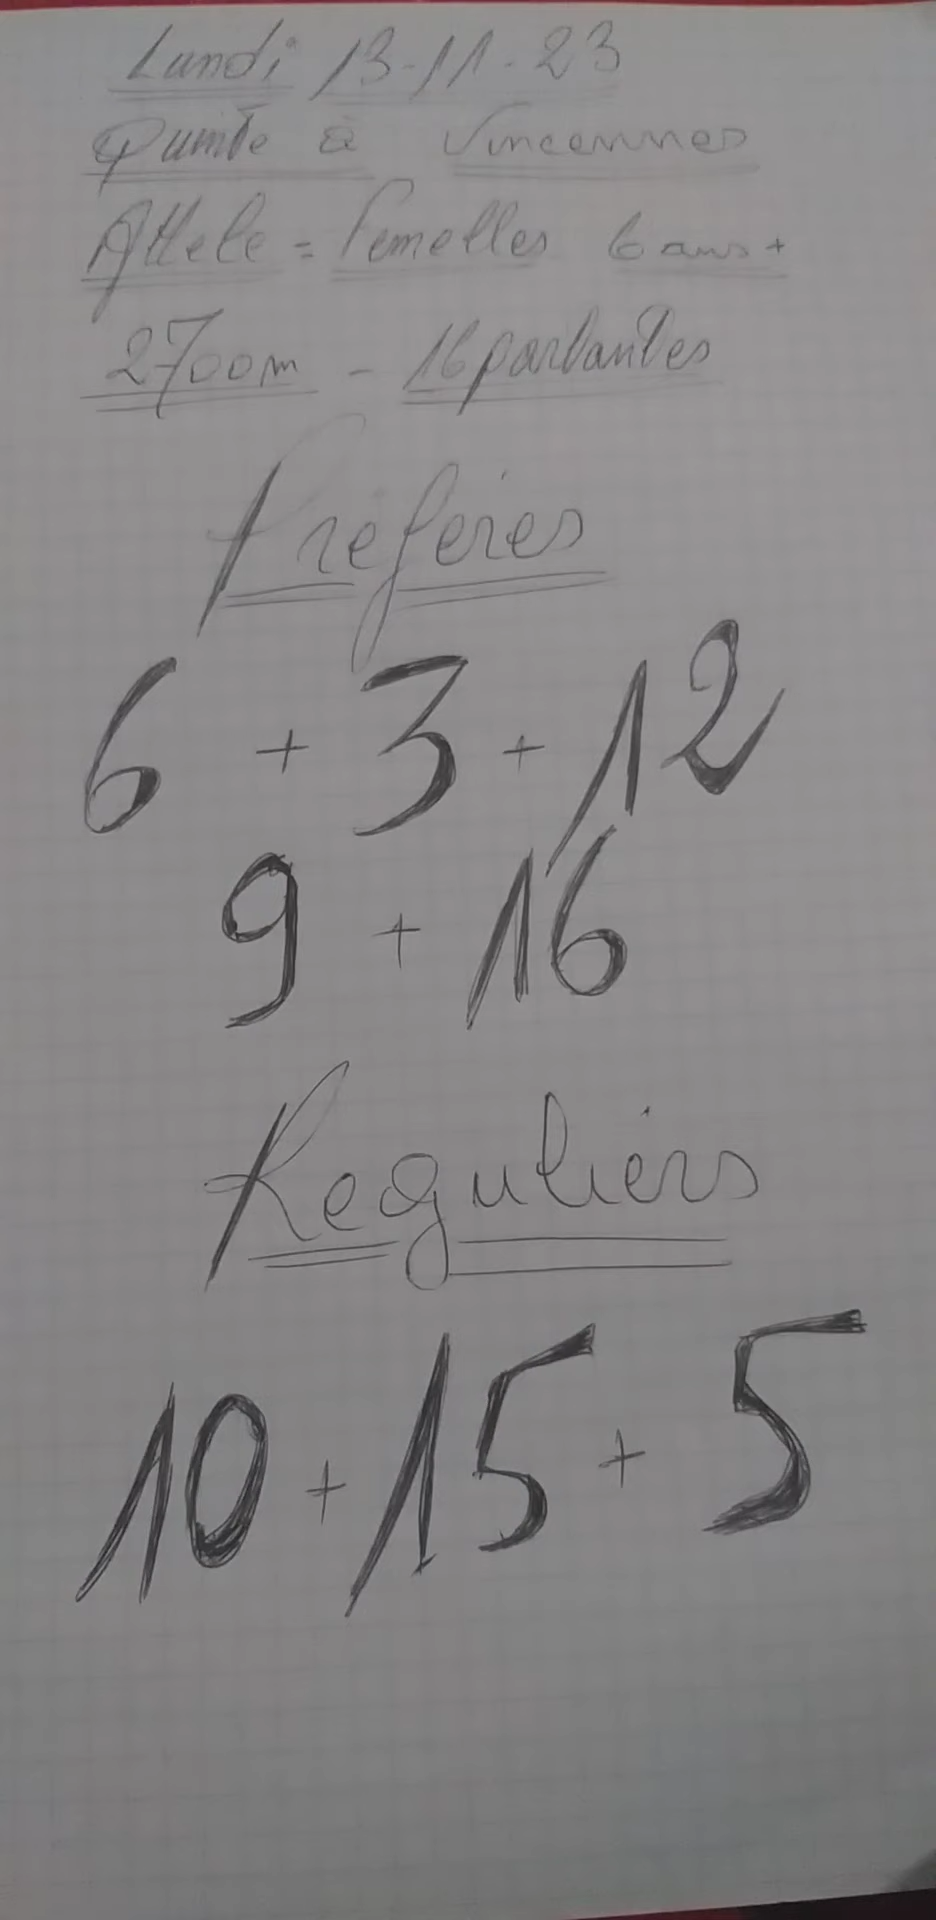 Lundi 13-11-23
Quinté à Vincennes
Attelé = Femelles 6 ans +
2700m - 16 partantes
Préférés
6 + 3 + 12
9 + 16
Réguliers
10 + 15 + 5